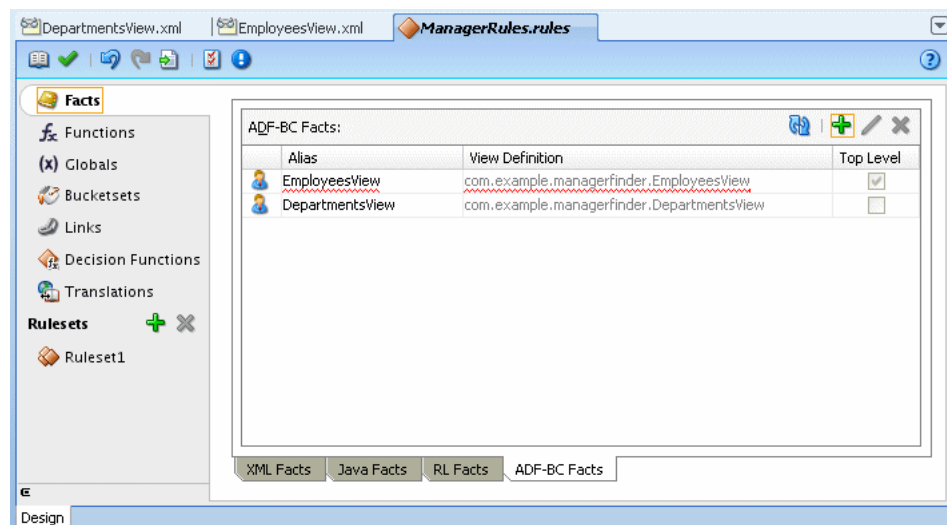 DepartmentsView.xml
EmployeesView.xml
ManagerRules.rules
Facts
Functions
Globals
Bucketsets
Links
Decision Functions
Translations
Rulesets
Ruleset1
ADF-BC Facts:
Alias View Definition Top Level
EmployeesView com.example.managerfinder.EmployeesView
DepartmentsView com.example.managerfinder.DepartmentsView
XML Facts Java Facts RL Facts ADF-BC Facts
Design